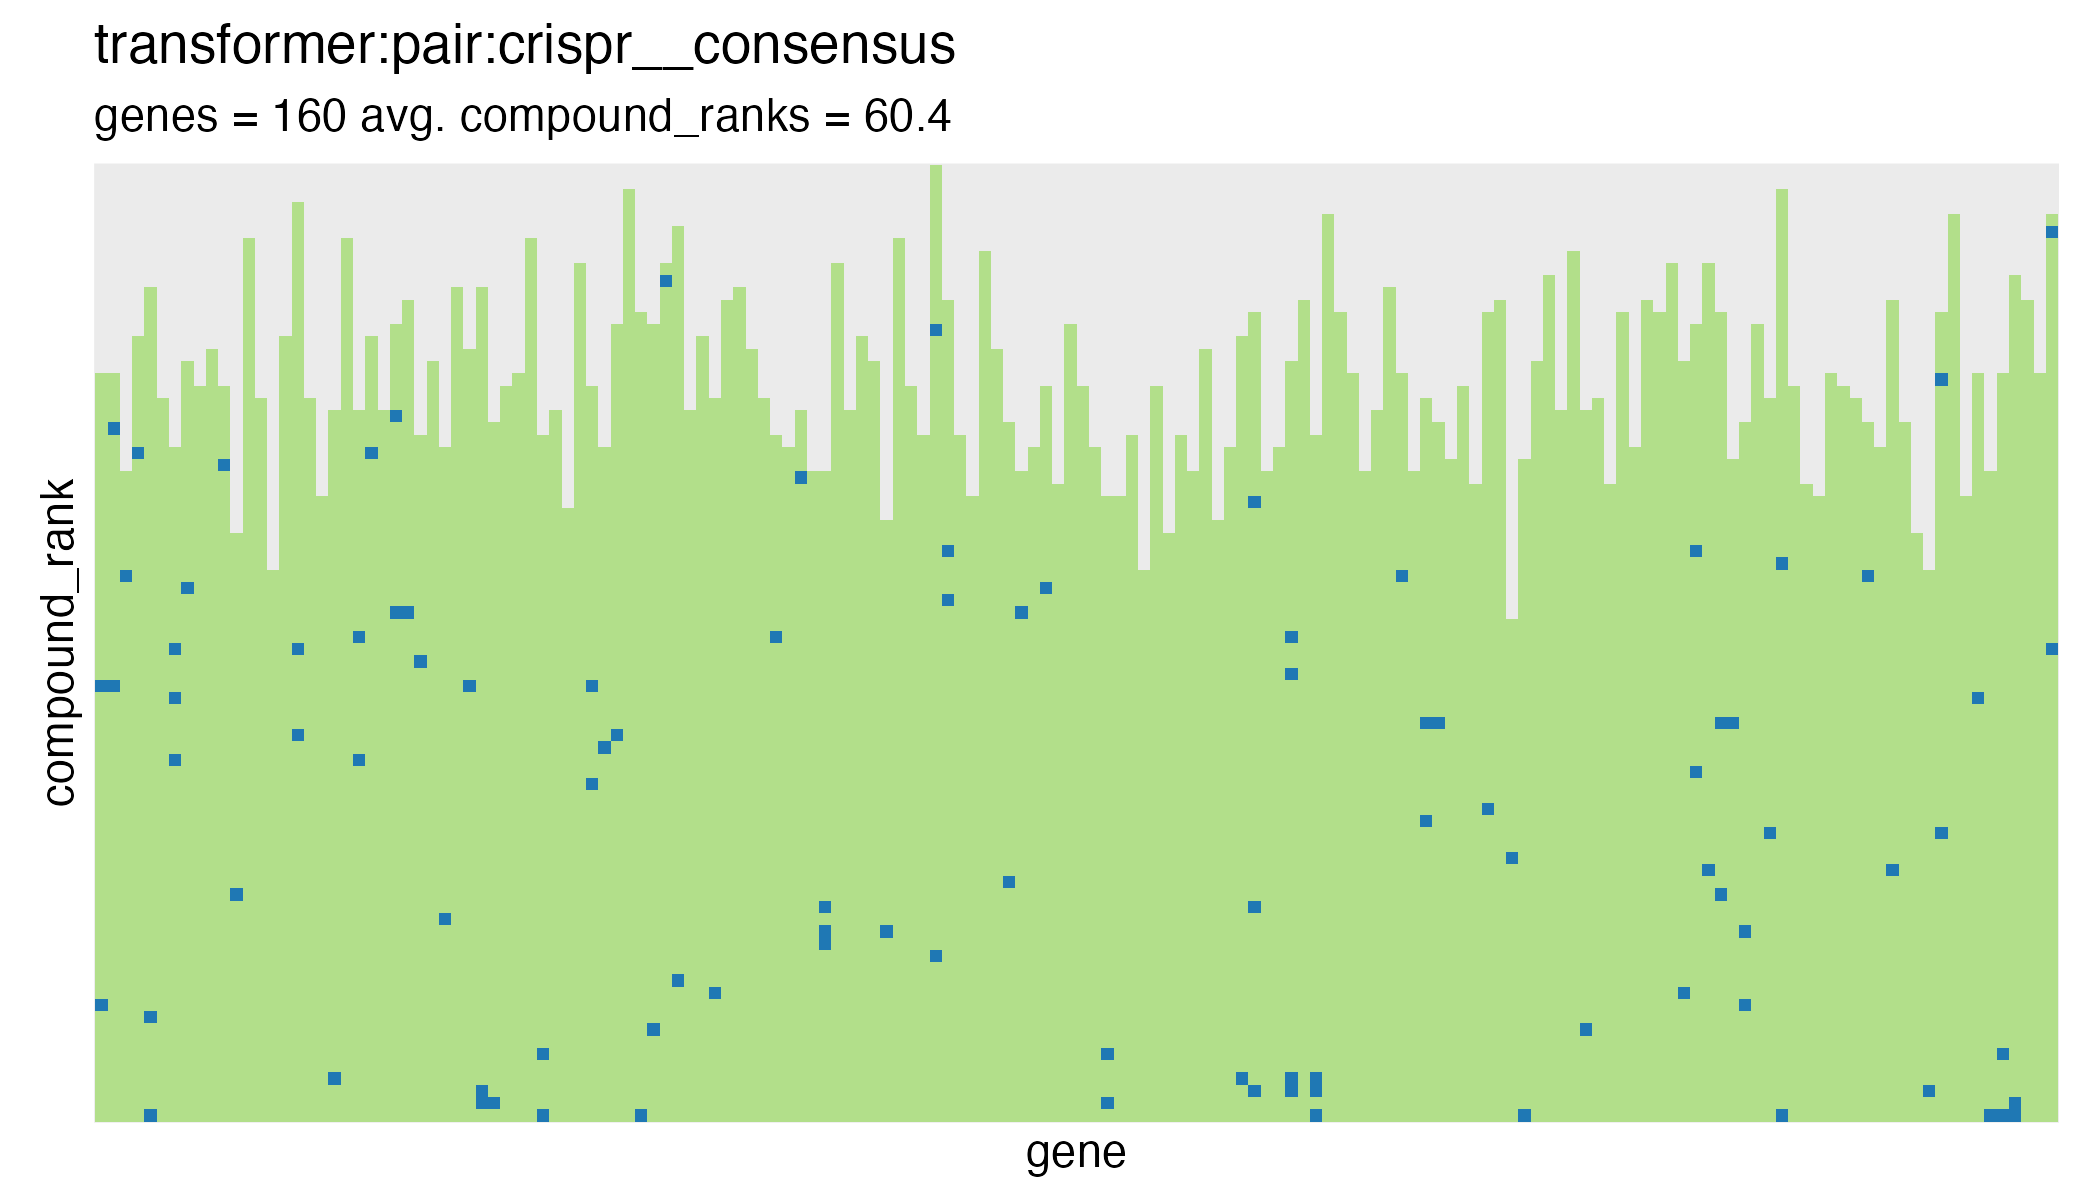 transformer:pair:crispr__consensus
genes = 160 avg. compound_ranks = 60.4
compound_rank
gene